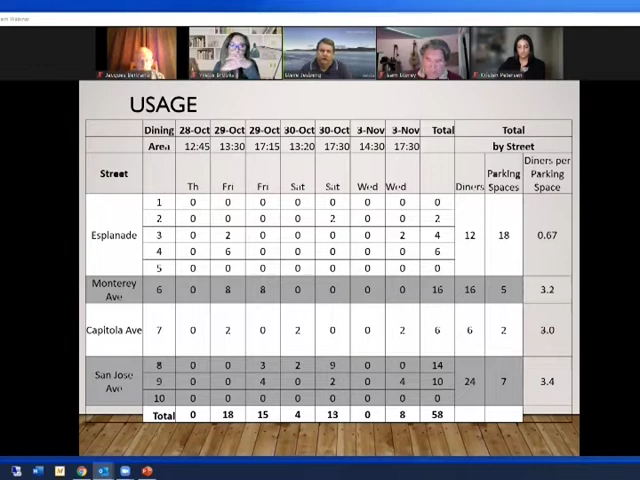 USAGE
Dining 28-Oct 29-Oct 29-Oct 30-Oct 30-Oct 3-Nov 3-Nov Total Total
Area 12:45 13:30 17:15 13:20 17:30 14:30 17:30 by Street
Street Th Fri Fri Sat Sat Wed Wed Diners Parking Spaces Diners per Parking Space
1 0 0 0 0 0 0 0 0
2 0 0 0 0 2 0 0 2
Esplanade 3 0 2 0 0 0 0 2 4 12 18 0.67
4 0 6 0 0 0 0 0 6
5 0 0 0 0 0 0 0 0
Monterey Ave 6 0 8 8 0 0 0 0 16 16 5 3.2
Capitola Ave 7 0 2 0 2 0 0 2 6 6 2 3.0
8 0 0 3 2 9 0 0 14
San Jose Ave 9 0 0 4 0 2 0 4 10 24 7 3.4
10 0 0 0 0 0 0 0 0
Total 0 18 15 4 13 0 8 58